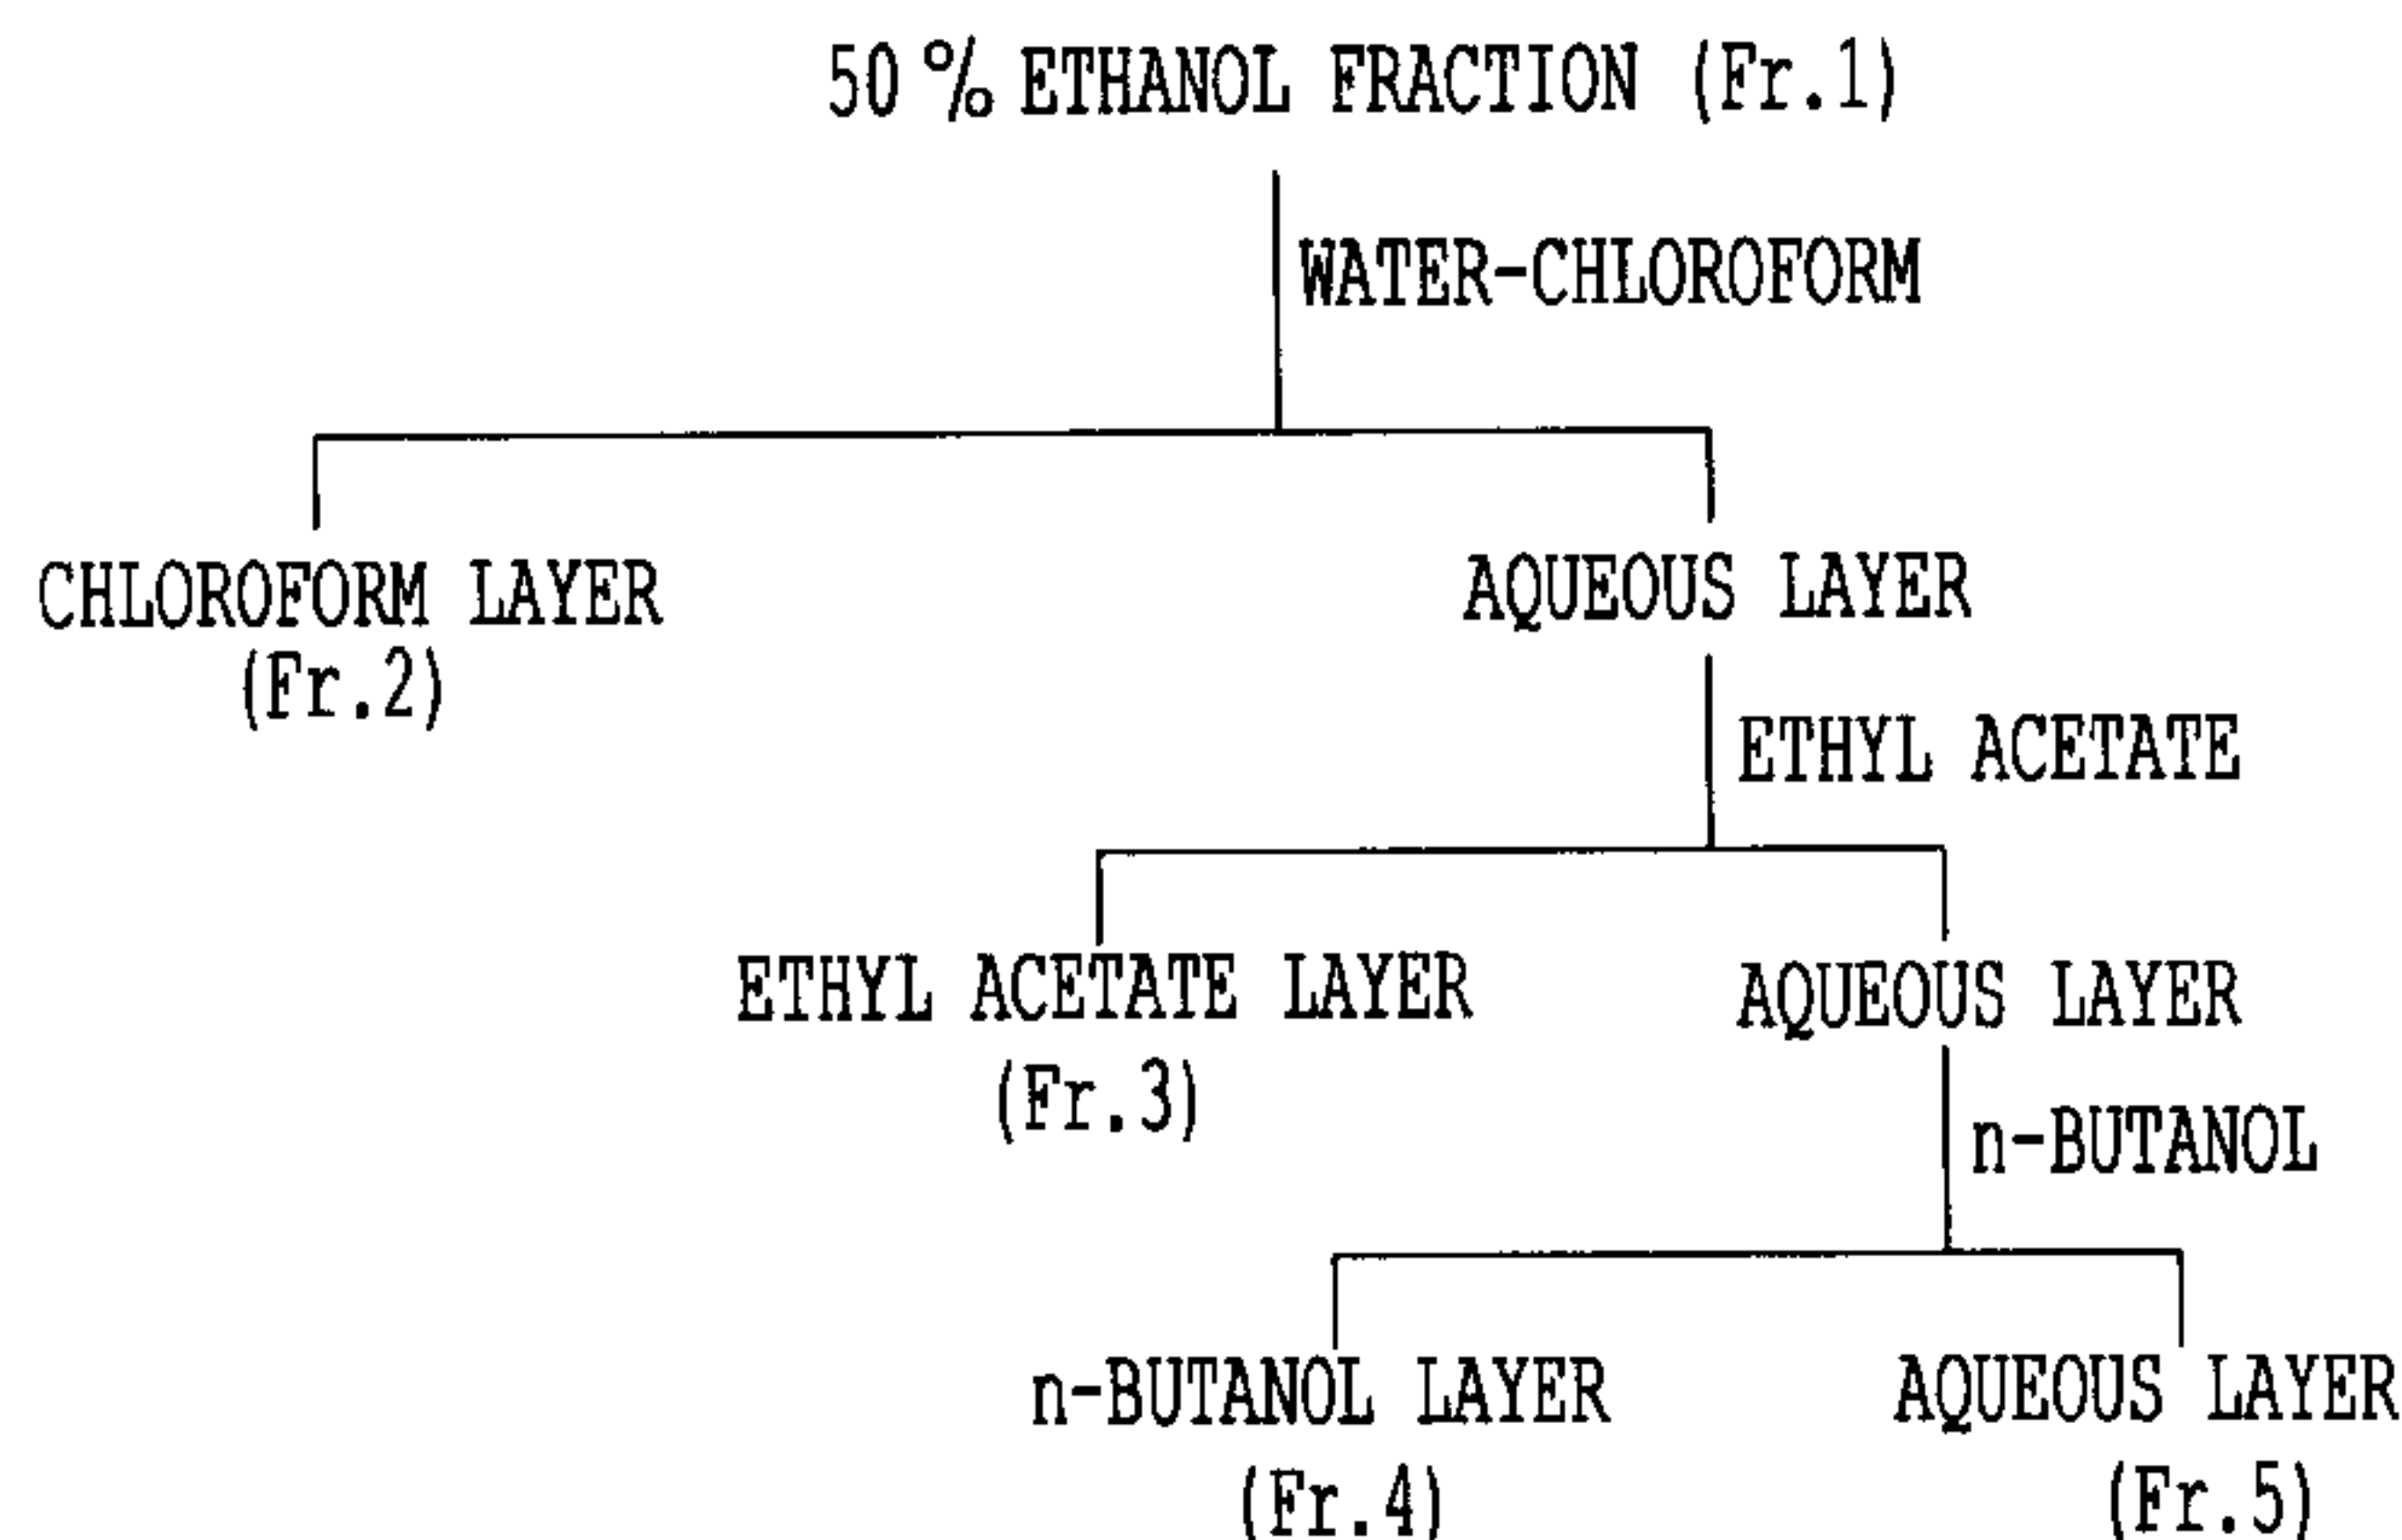 50 % ETHANOL FRACTION (Fr.1)
WATER-CHLOROFORM
CHLOROFORM LAYER
(Fr.2)
AQUEOUS LAYER
ETHYL ACETATE
ETHYL ACETATE LAYER
(Fr.3)
AQUEOUS LAYER
n-BUTANOL
n-BUTANOL LAYER
(Fr.4)
AQUEOUS LAYER
(Fr.5)